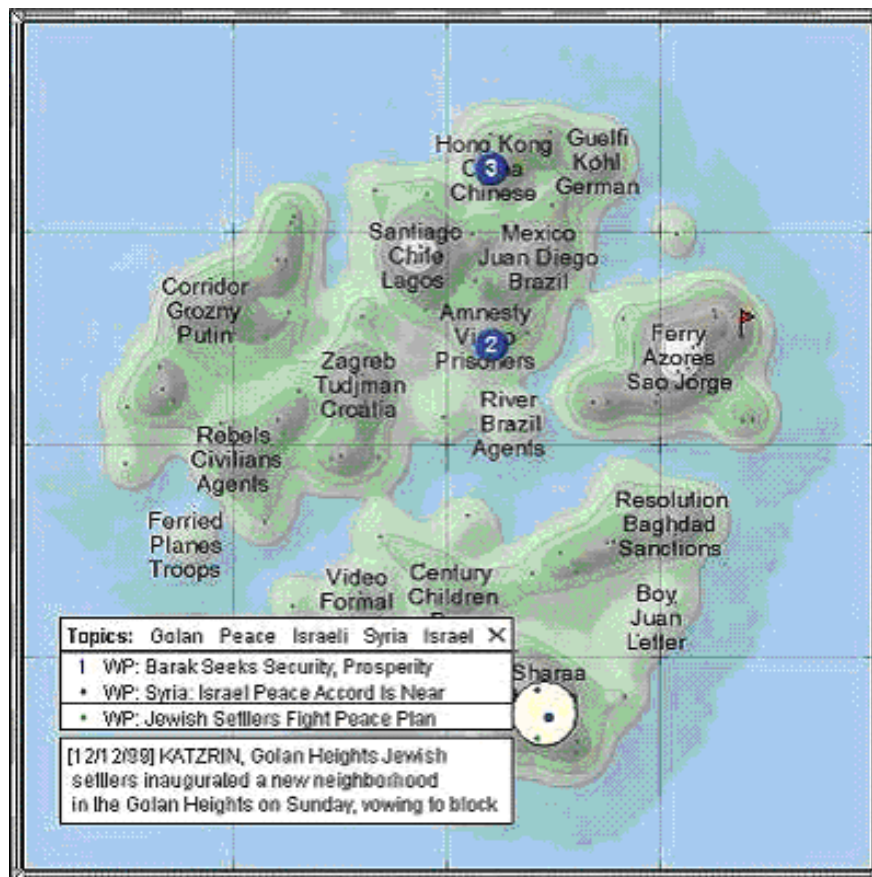 Hong Kong
3
Chinese
Guelfi
Kohl
German
Santiago
Chile
Lagos
Mexico
Juan Diego
Brazil
Corridor
Grozny
Putin
Amnesty
2
Prisoners
Ferry
Azores
Sao Jorge
Zagreb
Tudjman
Croatia
River
Brazil
Agents
Rebels
Civilians
Agents
Resolution
Baghdad
Sanctions
Ferried
Planes
Troops
Video
Formal
Century
Children
Boy
Juan
Letter
Sharaa
Topics: Golan Peace Israeli Syria Israel X
1 WP: Barak Seeks Security, Prosperity
• WP: Syria: Israel Peace Accord Is Near
• WP: Jewish Settlers Fight Peace Plan
[12/12/99] KATZRIN, Golan Heights Jewish
settlers inaugurated a new neighborhood
in the Golan Heights on Sunday, vowing to block